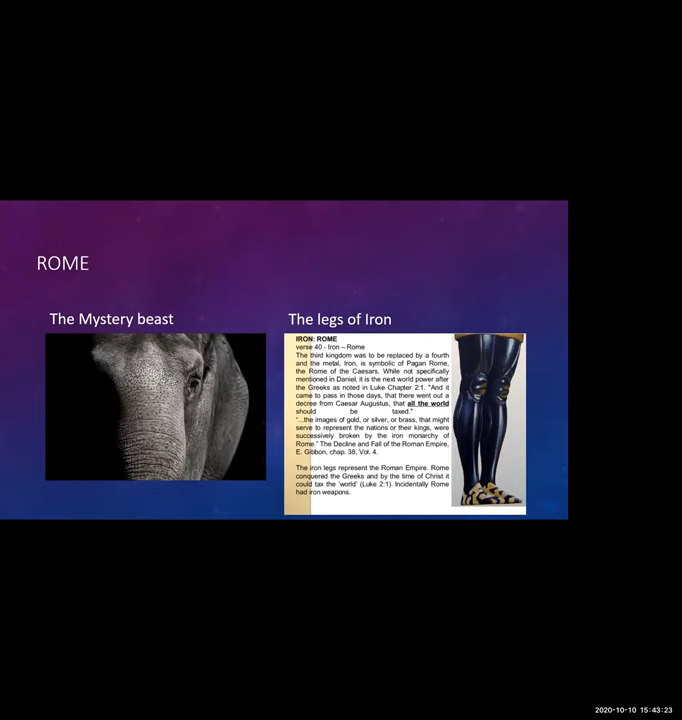 ROME
The Mystery beast
The legs of Iron
IRON: ROME
verse 40 - Iron – Rome
The third kingdom was to be replaced by a fourth
and the metal, Iron, is symbolic of Pagan Rome,
the Rome of the Caesars. While not specifically
mentioned in Daniel, it is the next world power after
the Greeks as noted in Luke Chapter 2:1. "And it
came to pass in those days, that there went out a
decree from Caesar Augustus, that all the world
should be taxed."
"...the images of gold, or silver, or brass, that might
serve to represent the nations or their kings, were
successively broken by the iron monarchy of
Rome." The Decline and Fall of the Roman Empire,
E. Gibbon, chap. 38, Vol. 4.
The iron legs represent the Roman Empire. Rome
conquered the Greeks and by the time of Christ it
could tax the 'world' (Luke 2:1). Incidentally Rome
had iron weapons.
2020-10-10 15:43:23